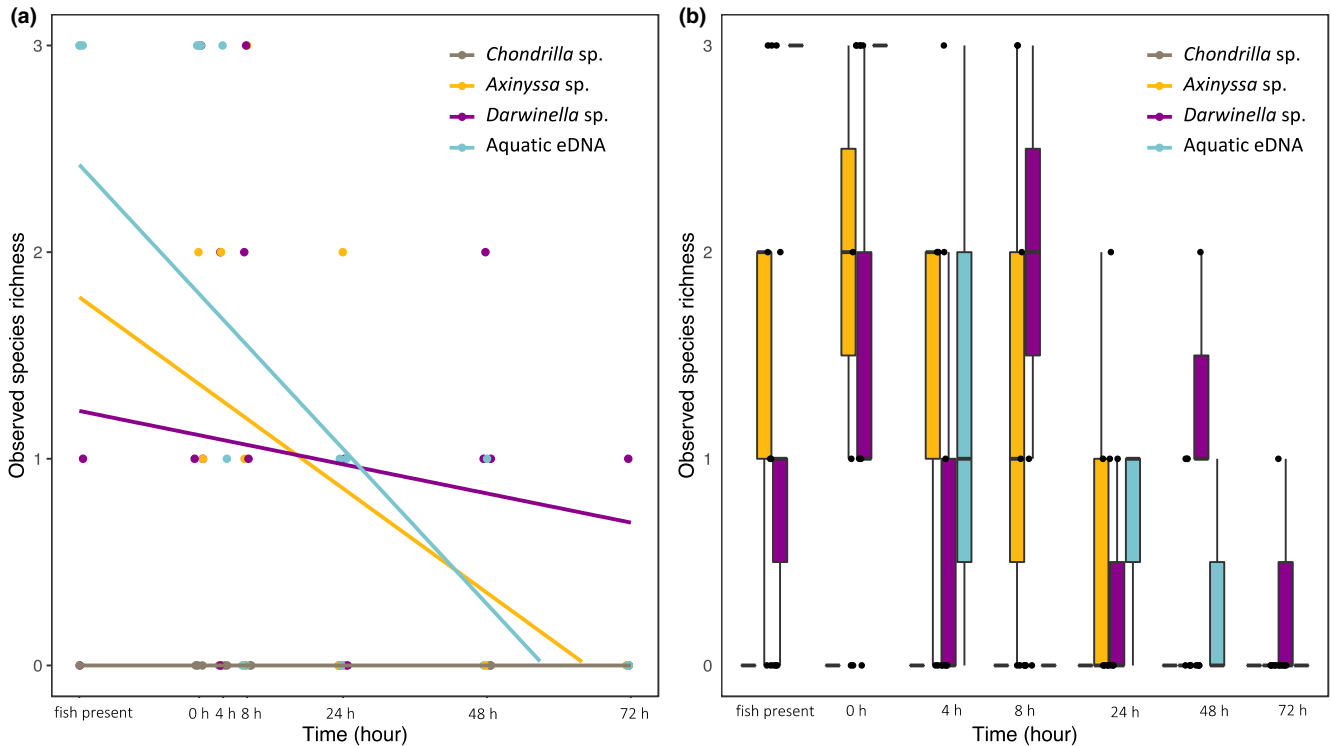 (a)
Observed species richness
3
2
1
0
Chondrilla sp.
Axinyssa sp.
Darwinella sp.
Aquatic eDNA
fish present
0 h
4 h
8 h
24 h
48 h
72 h
Time (hour)
(b)
Observed species richness
3
2
1
0
Chondrilla sp.
Axinyssa sp.
Darwinella sp.
Aquatic eDNA
fish present
0 h
4 h
8 h
24 h
48 h
72 h
Time (hour)